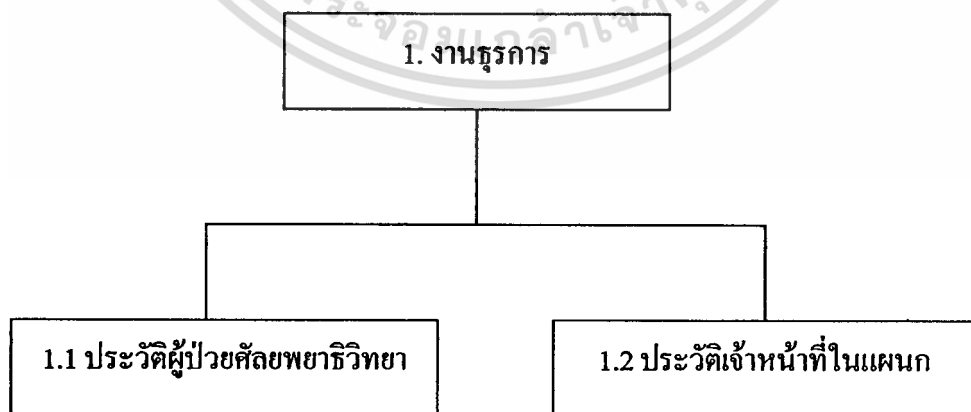 1. งานธุรการ
1.1 ประวัติผู้ป่วยศัลยพยาธิวิทยา
1.2 ประวัติเจ้าหน้าที่ในแผนก